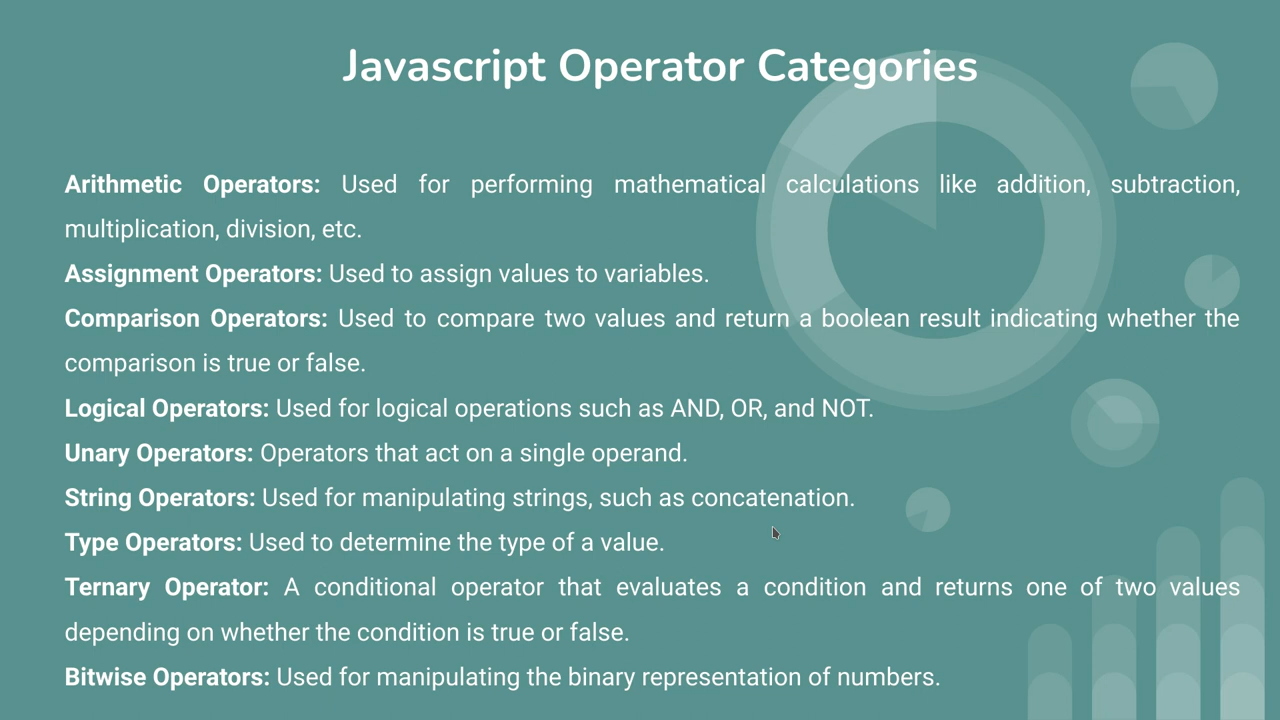 Javascript Operator Categories
Arithmetic Operators: Used for performing mathematical calculations like addition, subtraction,
multiplication, division, etc.
Assignment Operators: Used to assign values to variables.
Comparison Operators: Used to compare two values and return a boolean result indicating whether the
comparison is true or false.
Logical Operators: Used for logical operations such as AND, OR, and NOT.
Unary Operators: Operators that act on a single operand.
String Operators: Used for manipulating strings, such as concatenation.
Type Operators: Used to determine the type of a value.
Ternary Operator: A conditional operator that evaluates a condition and returns one of two values
depending on whether the condition is true or false.
Bitwise Operators: Used for manipulating the binary representation of numbers.